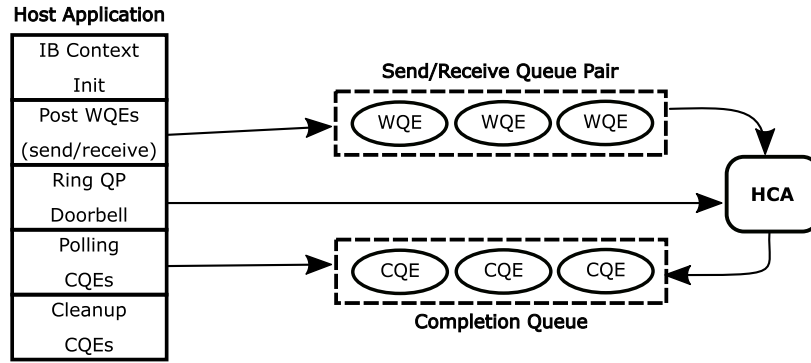 Host Application
IB Context
Init
Post WQEs
(send/receive)
Ring QP
Doorbell
Polling
CQEs
Cleanup
CQEs
Send/Receive Queue Pair
WQE WQE WQE
HCA
CQE CQE CQE
Completion Queue